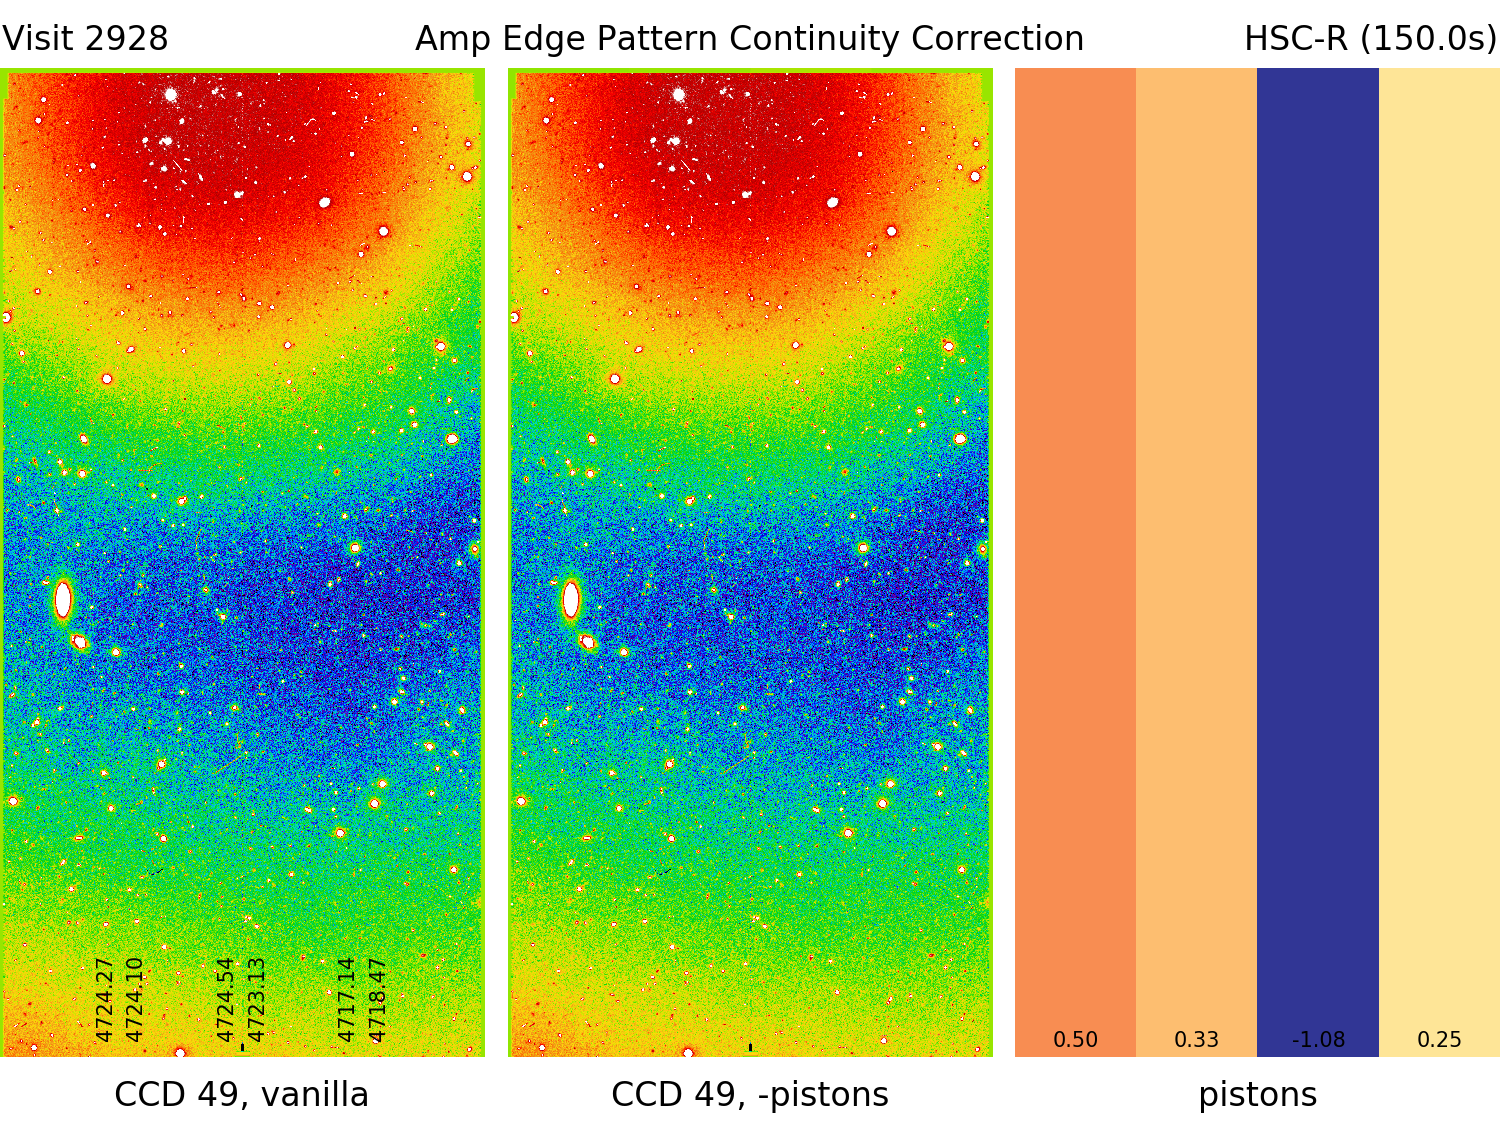 Visit 2928
Amp Edge Pattern Continuity Correction
HSC-R (150.0s)
4724.27
4724.10
4724.54
4723.13
4717.14
4718.47
0.50
0.33
-1.08
0.25
CCD 49, vanilla
CCD 49, -pistons
pistons